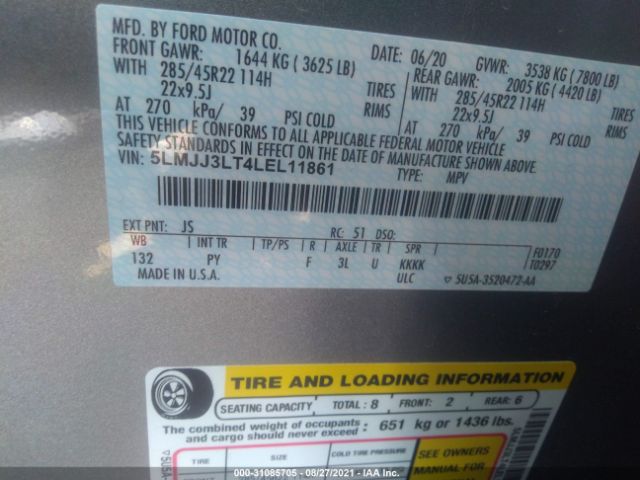 MFD. BY FORD MOTOR CO.
DATE: 06/20 GVWR: 3538 KG ( 7800 LB)
FRONT GAWR: 1644 KG ( 3625 LB) REAR GAWR: 2005 KG ( 4420 LB)
WITH 285/45R22 114H TIRES WITH 285/45R22 114H TIRES
22x9.5J RIMS 22x9.5J RIMS
AT 270 kPa/ 39 PSI COLD AT 270 kPa/ 39 PSI COLD
THIS VEHICLE CONFORMS TO ALL APPLICABLE FEDERAL MOTOR VEHICLE
SAFETY STANDARDS IN EFFECT ON THE DATE OF MANUFACTURE SHOWN ABOVE.
VIN: 5LMJJ3LT4LEL11861 TYPE: MPV
EXT PNT: JS RC: 51 DSO:
WB INT TR TP/PS R AXLE TR SPR F0170
132 PY F 3L U KKKK T0297
MADE IN U.S.A. ULC 5U5A-3520472-AA
TIRE AND LOADING INFORMATION
SEATING CAPACITY TOTAL: 8 FRONT: 2 REAR: 6
The combined weight of occupants and cargo should never exceed: 651 kg or 1436 lbs.
TIRE SIZE COLD TIRE PRESSURE SEE OWNERS
MANUAL FOR
000-31085705 - 08/27/2021 - IAA Inc.